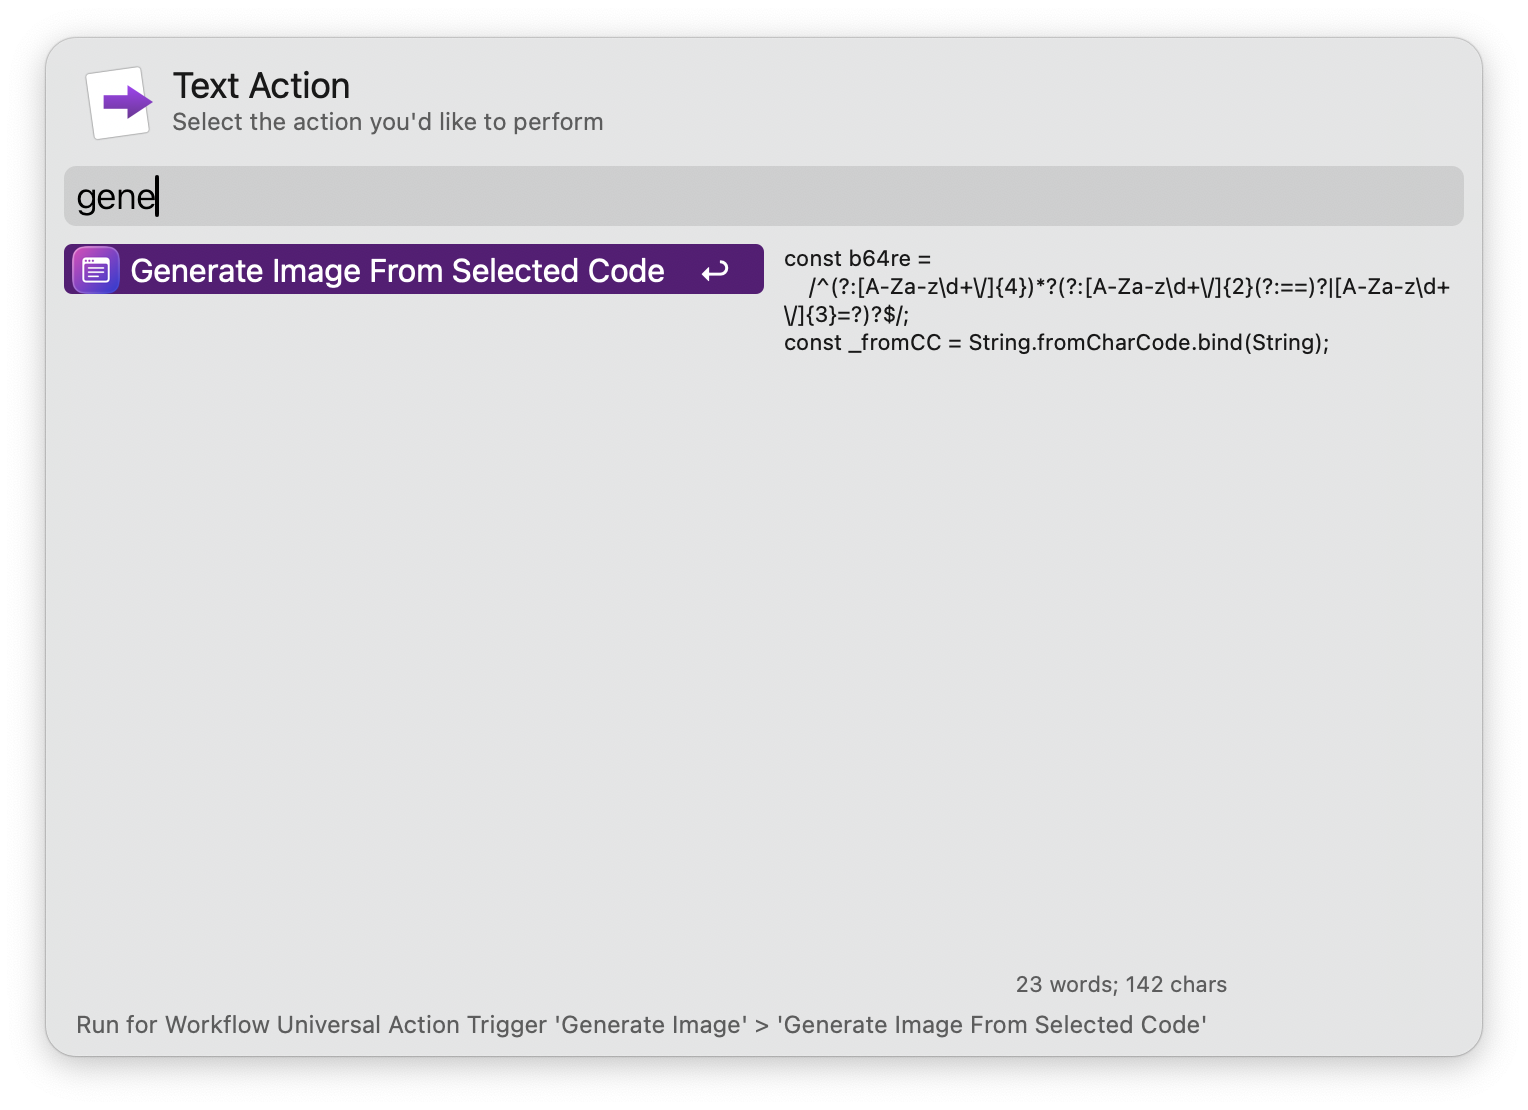 Text Action
Select the action you'd like to perform
gene
Generate Image From Selected Code
const b64re =
/^(?:[A-Za-z\d+\/]{4})*?(?:[A-Za-z\d+\/]{2}(?:==)?|[A-Za-z\d+
\/]{3}=?)?$/;
const _fromCC = String.fromCharCode.bind(String);
23 words; 142 chars
Run for Workflow Universal Action Trigger 'Generate Image' > 'Generate Image From Selected Code'